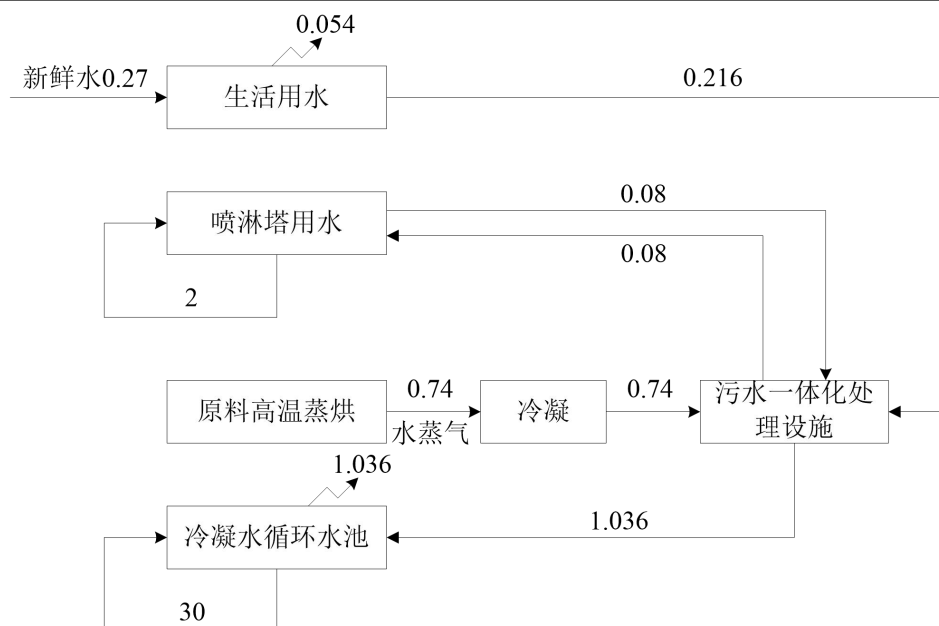 0.054
新鲜水0.27
生活用水
0.216
0.08
喷淋塔用水
0.08
2
原料高温蒸烘
0.74
水蒸气
冷凝
0.74
污水一体化处
理设施
1.036
冷凝水循环水池
1.036
30